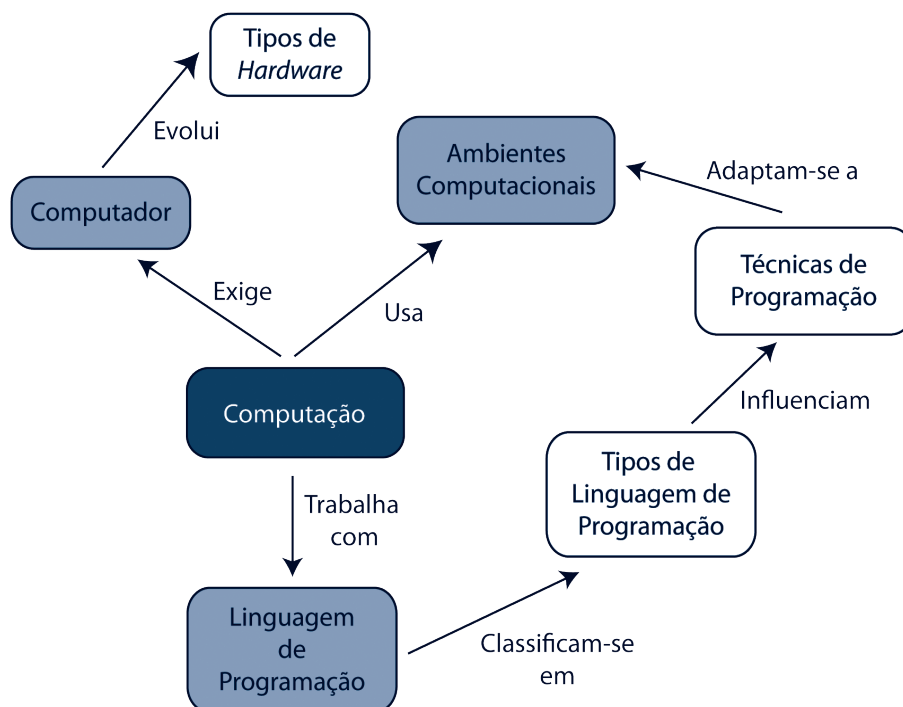 Tipos de
Hardware
Evolui
Ambientes
Computacionais
Adaptam-se a
Computador
Técnicas de
Programação
Exige
Usa
Influenciam
Computação
Tipos de
Linguagem de
Programação
Trabalha
com
Linguagem
de
Programação
Classificam-se
em